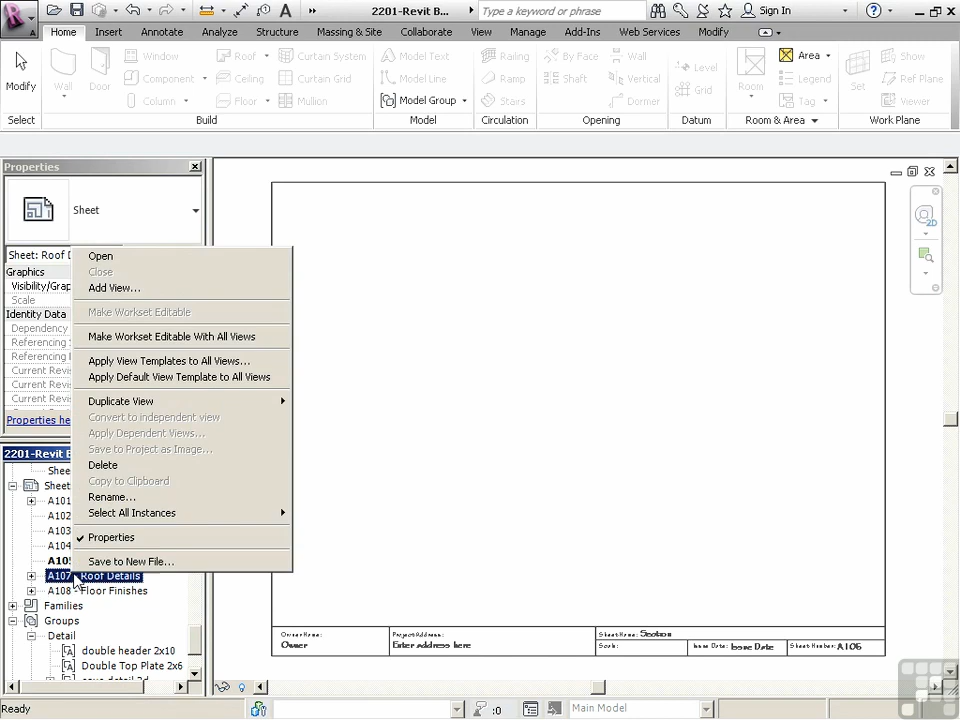 2201-Revit B...
Type a keyword or phrase
Sign In
Home Insert Annotate Analyze Structure Massing & Site Collaborate View Manage Add-Ins Web Services Modify
Modify
Wall
Door
Window
Component
Column
Roof
Ceiling
Floor
Curtain System
Curtain Grid
Mullion
Model Text
Model Line
Model Group
Railing
Ramp
Stairs
By Face
Shaft
Wall
Vertical
Dormer
Level
Grid
Room
Area
Legend
Tag
Set
Show
Ref Plane
Viewer
Select Build Model Circulation Opening Datum Room & Area Work Plane
Properties
Sheet
Sheet: Roof D
Graphics
Visibility/Grap
Scale
Identity Data
Dependency
Referencing S
Referencing
Current Revis
Current Revis
Current Revis
Current Revis
Properties he
Open
Close
Add View...
Make Workset Editable
Make Workset Editable With All Views
Apply View Templates to All Views...
Apply Default View Template to All Views
Duplicate View
Convert to independent view
Apply Dependent Views...
Save to Project as Image...
Delete
Copy to Clipboard
Rename...
Select All Instances
Properties
Save to New File...
2201-Revit B
Shee
Sheet
A101
A102
A103
A104
A105
A107 - Roof Details
A108 - Floor Finishes
Families
Groups
Detail
double header 2x10
Double Top Plate 2x6
2D
Owner Name:
Owner
Project Address:
Enter address here
Sheet Name: Section
Scale:
Issue Date: Issue Date
Sheet Number: A105
Ready
:0
Main Model